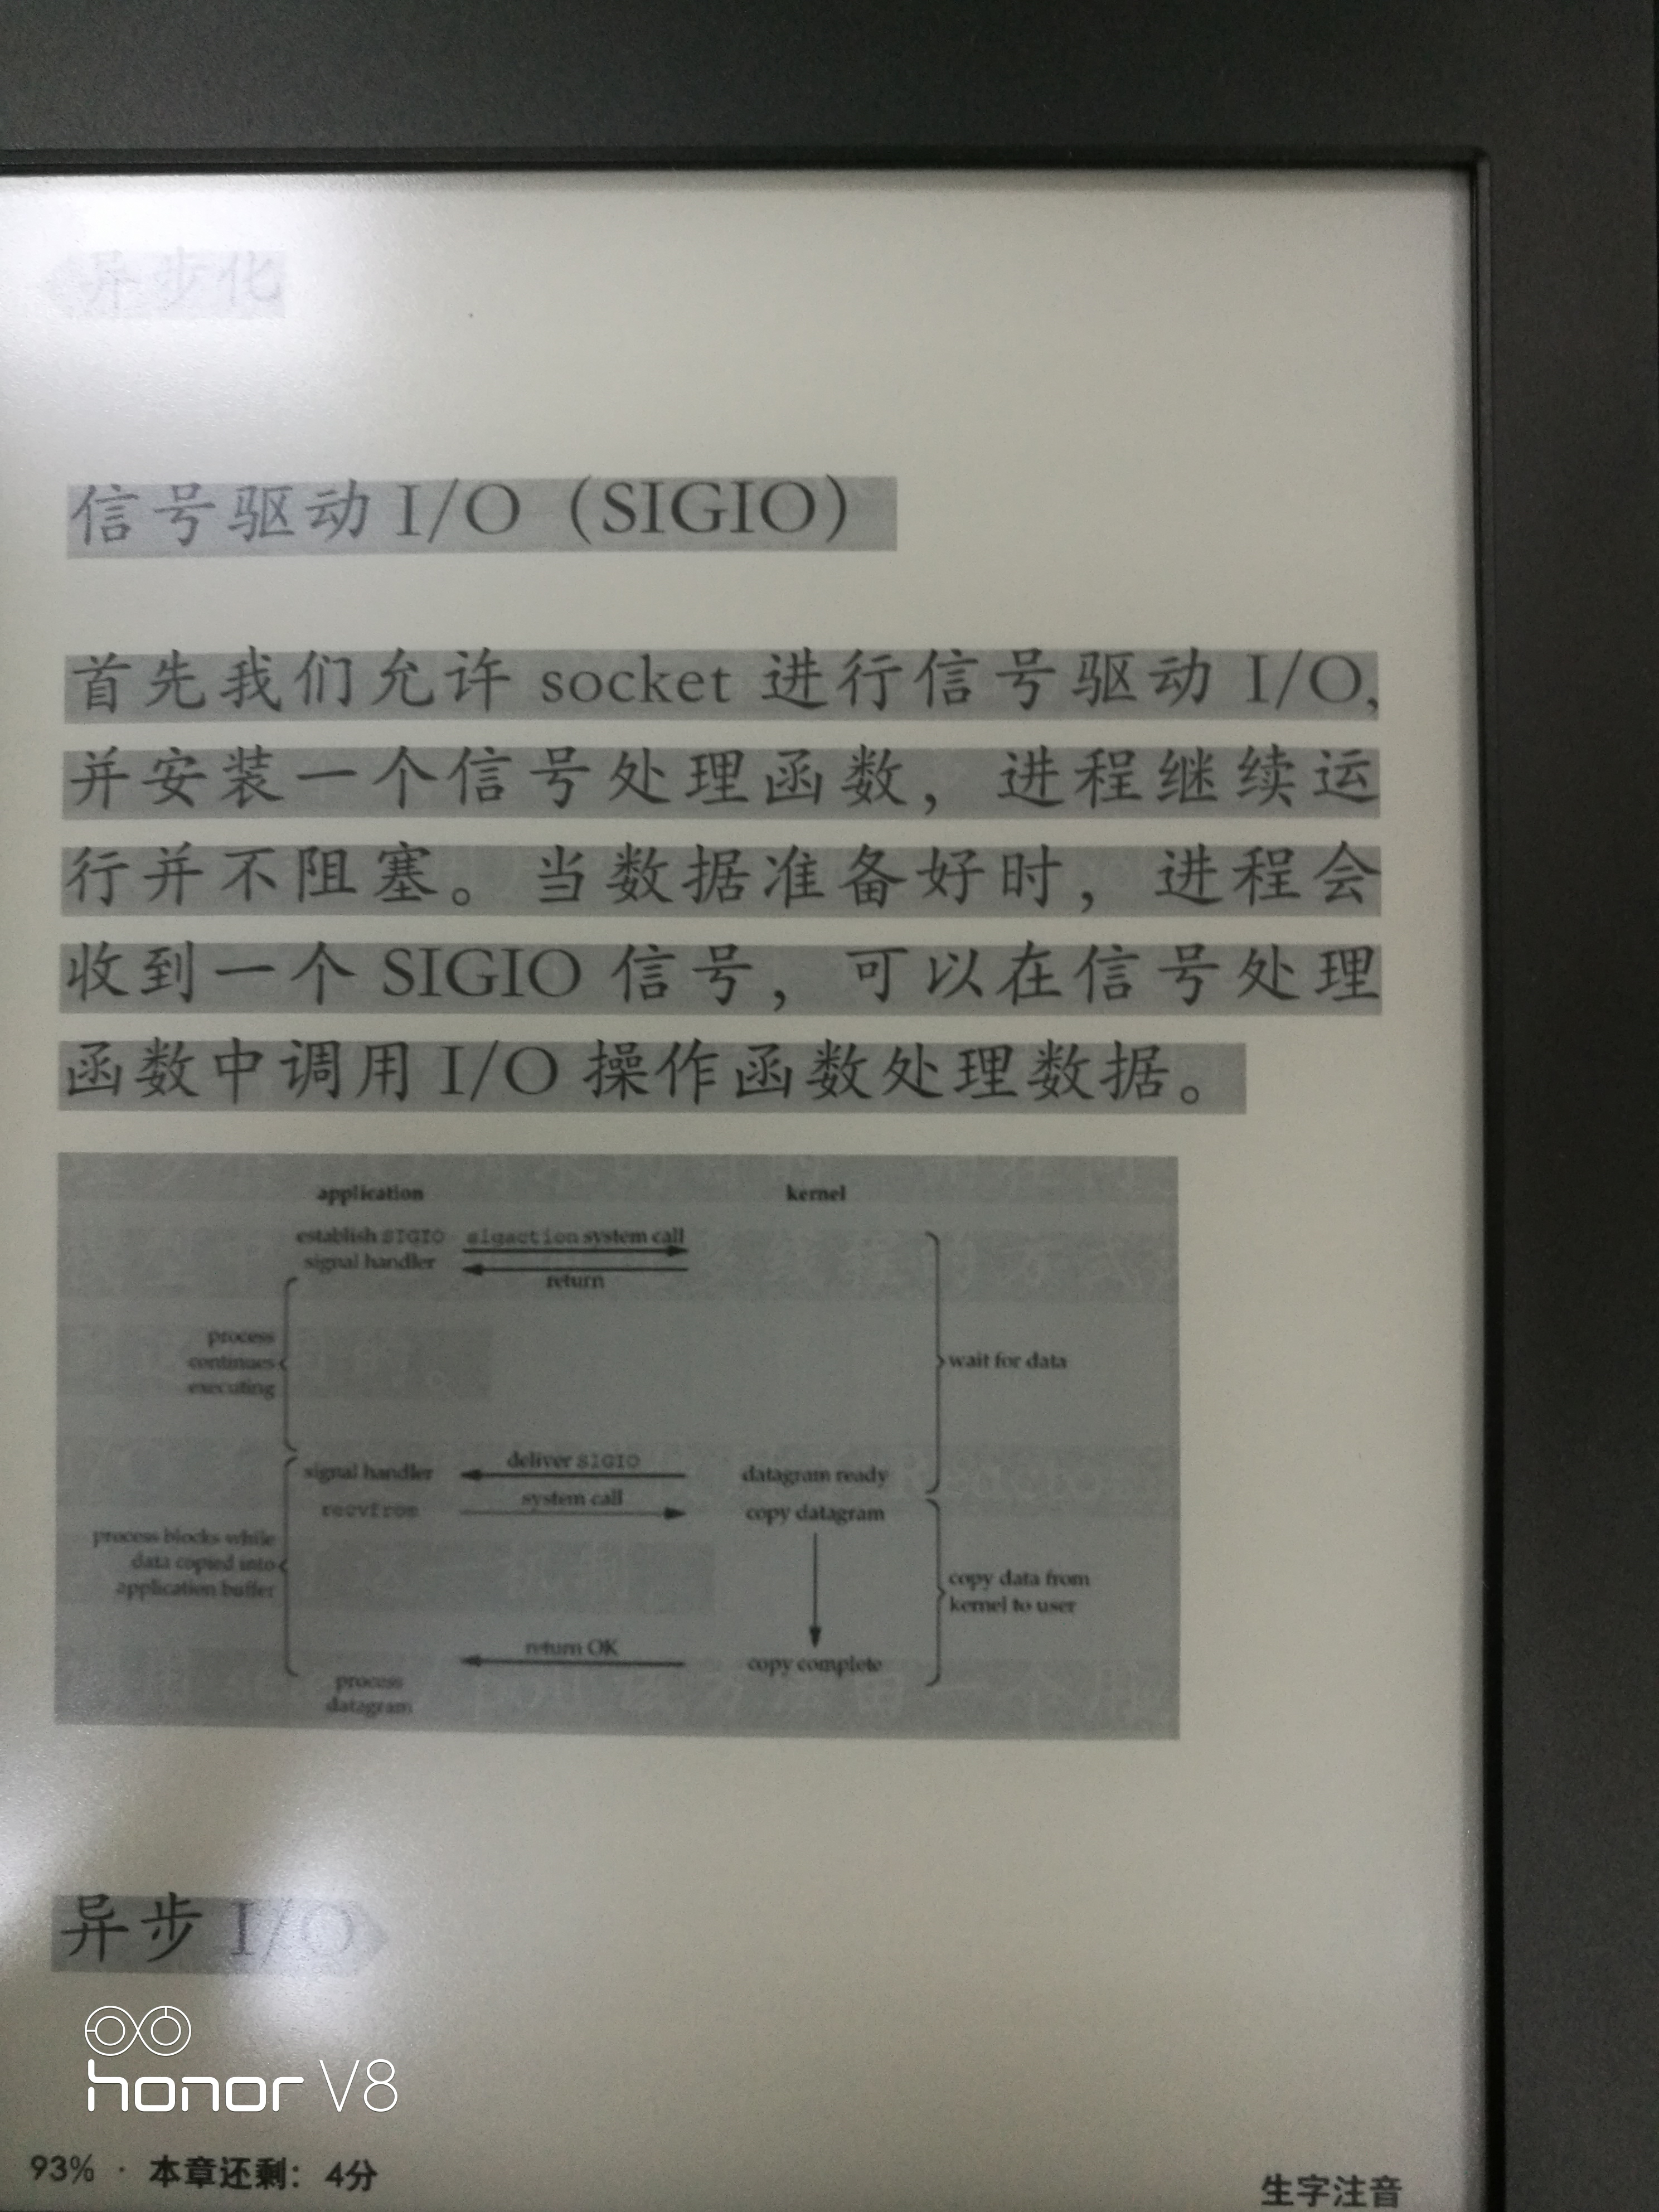 异步化
信号驱动 I/O（SIGIO）
首先我们允许 socket 进行信号驱动 I/O,
并安装一个信号处理函数，进程继续运
行并不阻塞。当数据准备好时，进程会
收到一个 SIGIO 信号，可以在信号处理
函数中调用 I/O 操作函数处理数据。
application kernel
establish SIGIO sigaction system call
signal handler
return
process
continues
executing
wait for data
signal handler deliver SIGIO datagram ready
recvfrom system call copy datagram
process blocks while
data copied into
application buffer
copy data from
kernel to user
return OK copy complete
process
datagram
异步 I/O
honor V8
93% · 本章还剩：4分
生字注音